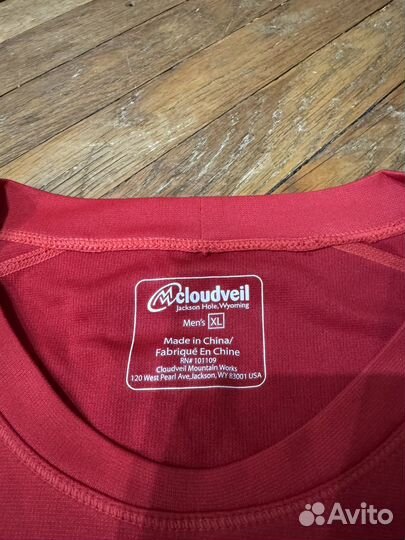 cloudveil
Jackson Hole, Wyoming
Men's XL
Made in China/
Fabriqué En Chine
RN# 101109
Cloudveil Mountain Works
120 West Pearl Ave,Jackson, WY 83001 USA
Avito